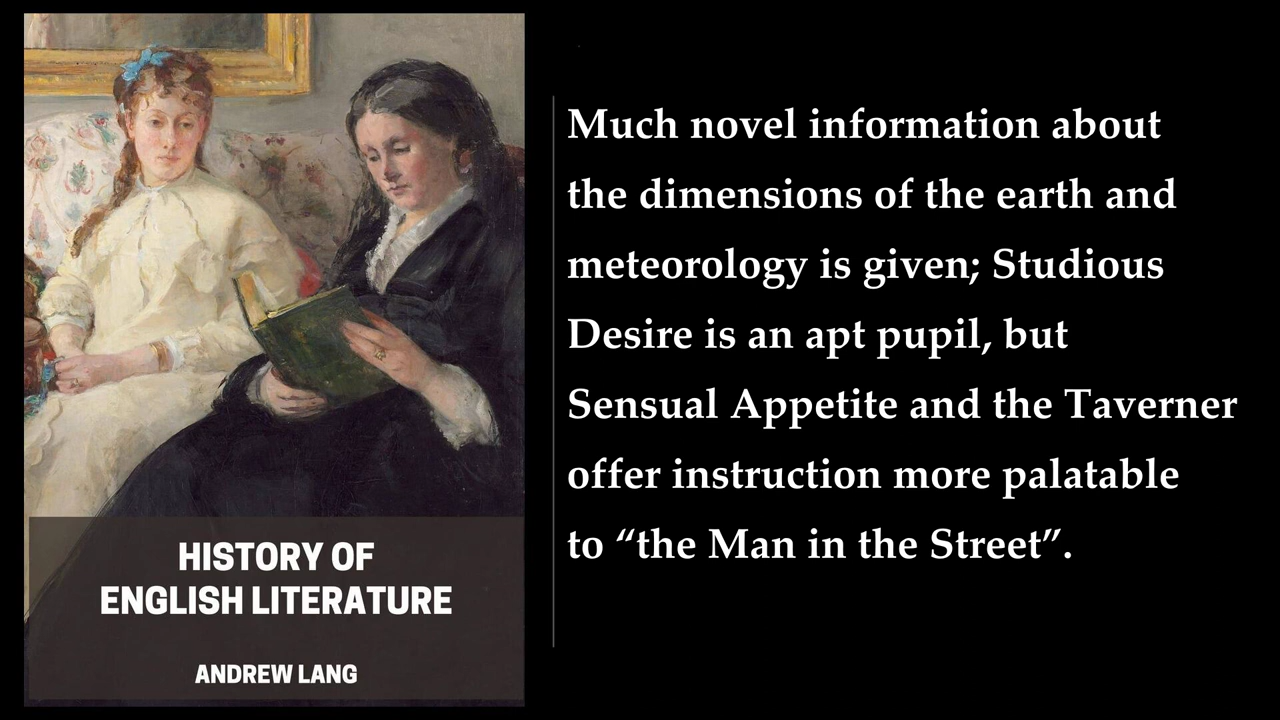 HISTORY OF
ENGLISH LITERATURE
ANDREW LANG
Much novel information about
the dimensions of the earth and
meteorology is given; Studious
Desire is an apt pupil, but
Sensual Appetite and the Taverner
offer instruction more palatable
to “the Man in the Street”.